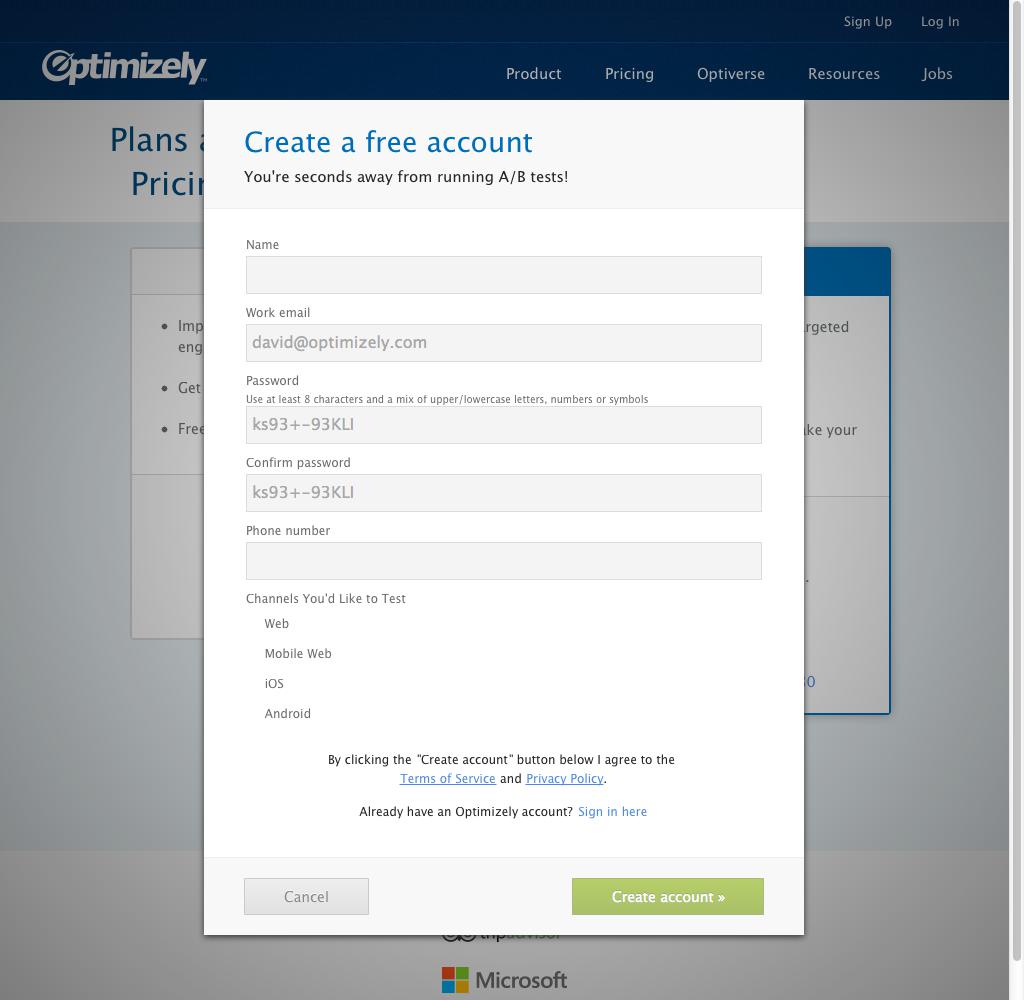 Sign Up Log In
Optimizely™
Product Pricing Optiverse Resources Jobs
Plans
Pricin
Create a free account
You're seconds away from running A/B tests!
Name
Work email
david@optimizely.com
Password
Use at least 8 characters and a mix of upper/lowercase letters, numbers or symbols
ks93+-93KLI
Confirm password
ks93+-93KLI
Phone number
Channels You'd Like to Test
Web
Mobile Web
iOS
Android
By clicking the "Create account" button below I agree to the
Terms of Service and Privacy Policy.
Already have an Optimizely account? Sign in here
Cancel Create account »
Imp
eng
Get
Free
rgeted
ke your
tripadvisor
Microsoft